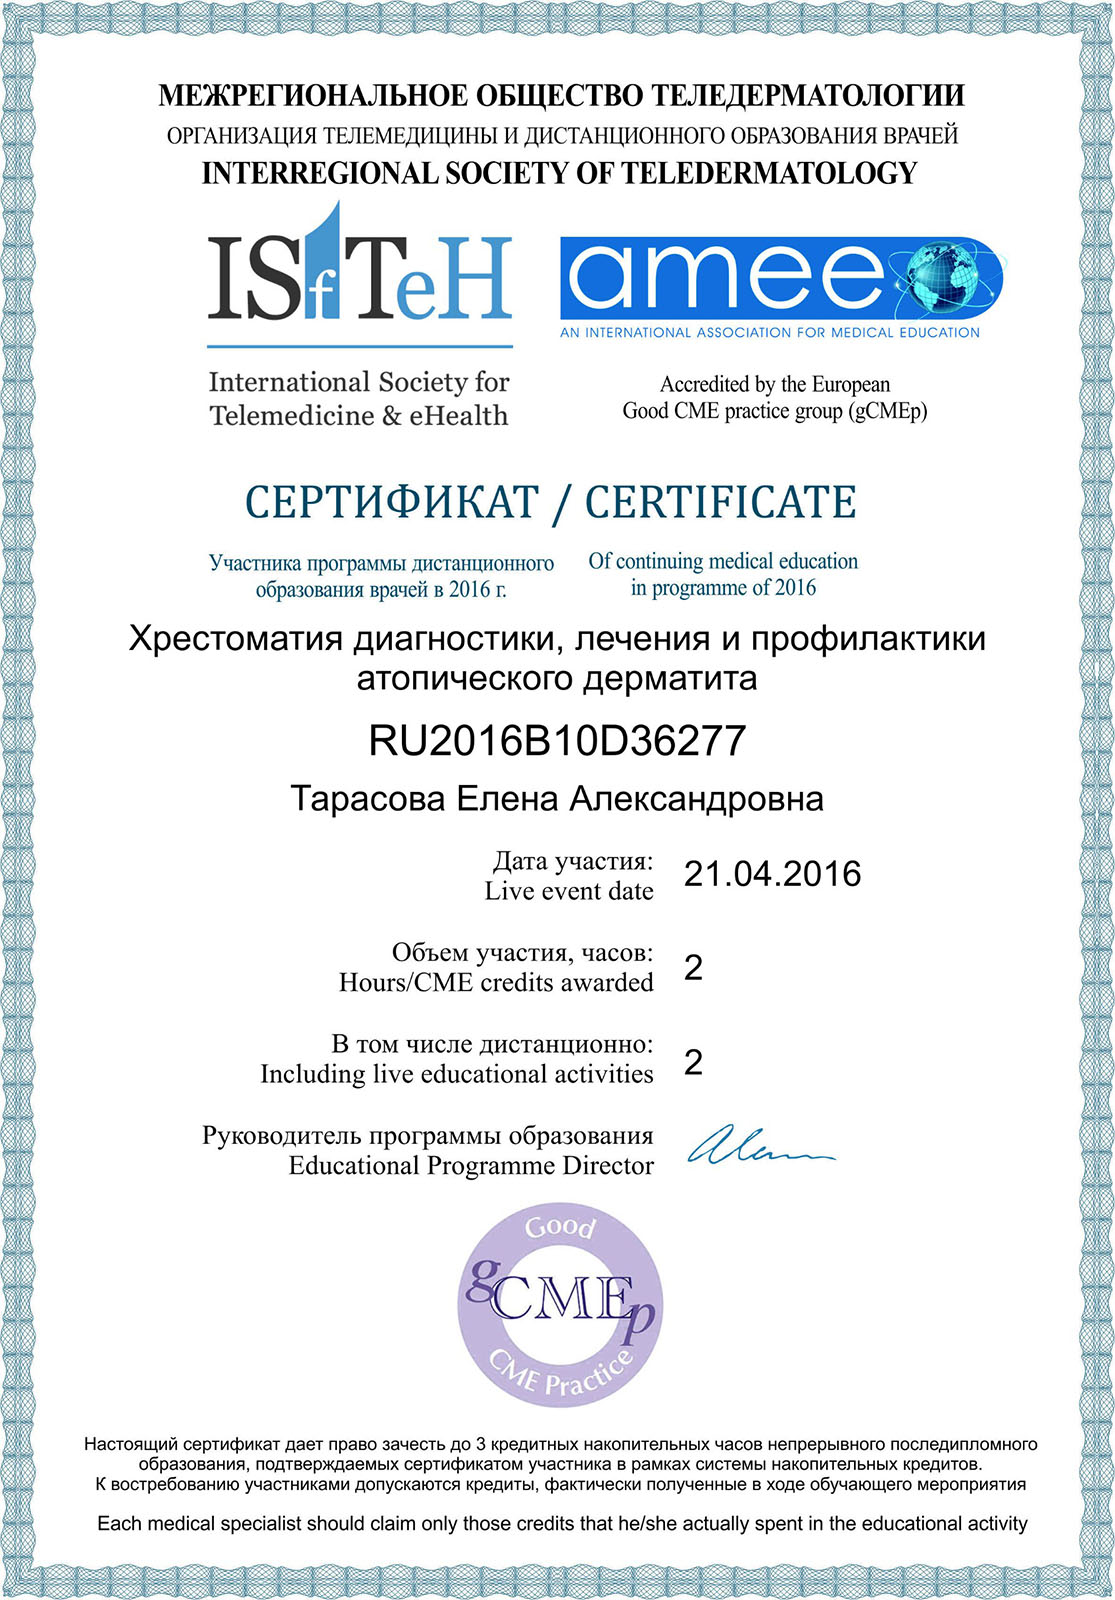 МЕЖРЕГИОНАЛЬНОЕ ОБЩЕСТВО ТЕЛЕДЕРМАТОЛОГИИ
ОРГАНИЗАЦИЯ ТЕЛЕМЕДИЦИНЫ И ДИСТАНЦИОННОГО ОБРАЗОВАНИЯ ВРАЧЕЙ
INTERREGIONAL SOCIETY OF TELEDERMATOLOGY
ISfTeH
International Society for
Telemedicine & eHealth
amee
AN INTERNATIONAL ASSOCIATION FOR MEDICAL EDUCATION
Accredited by the European
Good CME practice group (gCMEp)
СЕРТИФИКАТ / CERTIFICATE
Участника программы дистанционного
образования врачей в 2016 г.
Of continuing medical education
in programme of 2016
Хрестоматия диагностики, лечения и профилактики
атопического дерматита
RU2016B10D36277
Тарасова Елена Александровна
Дата участия: 21.04.2016
Live event date
Объем участия, часов: 2
Hours/CME credits awarded
В том числе дистанционно: 2
Including live educational activities
Руководитель программы образования
Educational Programme Director
Good
gCMEp
CME Practice
Настоящий сертификат дает право зачесть до 3 кредитных накопительных часов непрерывного последипломного
образования, подтверждаемых сертификатом участника в рамках системы накопительных кредитов.
К востребованию участниками допускаются кредиты, фактически полученные в ходе обучающего мероприятия
Each medical specialist should claim only those credits that he/she actually spent in the educational activity